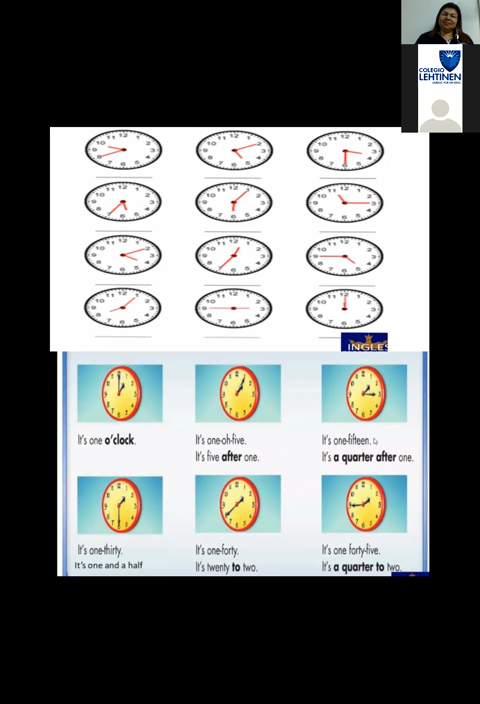 COLEGIO
LEHTINEN
INGLES
It's one o'clock.
It's one-oh-five.
It's five after one.
It's one-fifteen.
It's a quarter after one.
It's one-thirty.
It's one and a half
It's one-forty.
It's twenty to two.
It's one forty-five.
It's a quarter to two.